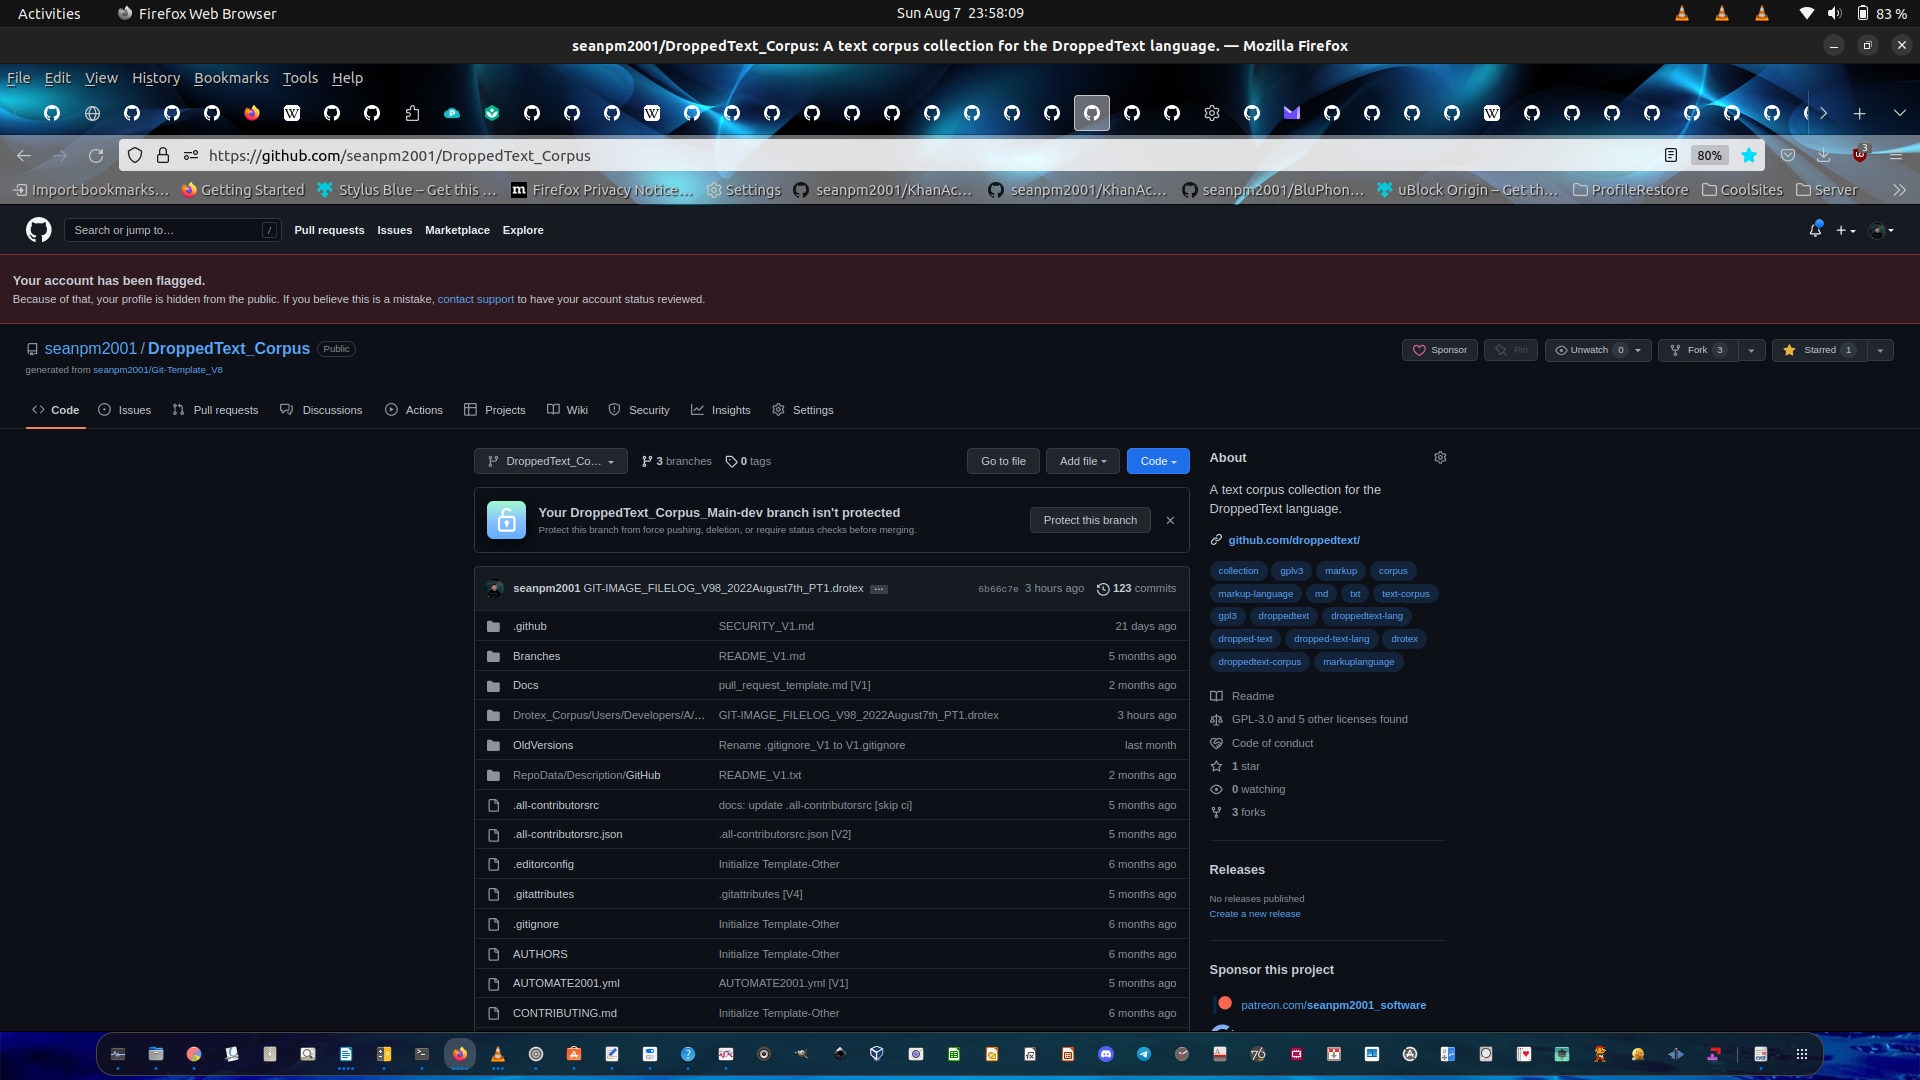 Activities Firefox Web Browser Sun Aug 7 23:58:09 83 %
seanpm2001/DroppedText_Corpus: A text corpus collection for the DroppedText language. — Mozilla Firefox
File Edit View History Bookmarks Tools Help
https://github.com/seanpm2001/DroppedText_Corpus 80% 3
Import bookmarks… Getting Started Stylus Blue – Get this … Firefox Privacy Notice… Settings seanpm2001/KhanAc… seanpm2001/KhanAc… seanpm2001/BluPhon… uBlock Origin – Get th… ProfileRestore CoolSites Server
Search or jump to… / Pull requests Issues Marketplace Explore
Your account has been flagged.
Because of that, your profile is hidden from the public. If you believe this is a mistake, contact support to have your account status reviewed.
seanpm2001 / DroppedText_Corpus Public Sponsor Pin Unwatch 0 Fork 3 Starred 1
generated from seanpm2001/Git-Template_V8
Code Issues Pull requests Discussions Actions Projects Wiki Security Insights Settings
DroppedText_Co… 3 branches 0 tags Go to file Add file Code
Your DroppedText_Corpus_Main-dev branch isn't protected
Protect this branch from force pushing, deletion, or require status checks before merging.
Protect this branch
seanpm2001 GIT-IMAGE_FILELOG_V98_2022August7th_PT1.drotex … 6b66c7e 3 hours ago 123 commits
.github SECURITY_V1.md 21 days ago
Branches README_V1.md 5 months ago
Docs pull_request_template.md [V1] 2 months ago
Drotex_Corpus/Users/Developers/A/… GIT-IMAGE_FILELOG_V98_2022August7th_PT1.drotex 3 hours ago
OldVersions Rename .gitignore_V1 to V1.gitignore last month
RepoData/Description/GitHub README_V1.txt 2 months ago
.all-contributorsrc docs: update .all-contributorsrc [skip ci] 5 months ago
.all-contributorsrc.json .all-contributorsrc.json [V2] 5 months ago
.editorconfig Initialize Template-Other 6 months ago
.gitattributes .gitattributes [V4] 5 months ago
.gitignore Initialize Template-Other 6 months ago
AUTHORS Initialize Template-Other 6 months ago
AUTOMATE2001.yml AUTOMATE2001.yml [V1] 5 months ago
CONTRIBUTING.md Initialize Template-Other 6 months ago
About
A text corpus collection for the
DroppedText language.
github.com/droppedtext/
collection gplv3 markup corpus
markup-language md txt text-corpus
gpl3 droppedtext droppedtext-lang
dropped-text dropped-text-lang drotex
droppedtext-corpus markuplanguage
Readme
GPL-3.0 and 5 other licenses found
Code of conduct
1 star
0 watching
3 forks
Releases
No releases published
Create a new release
Sponsor this project
patreon.com/seanpm2001_software